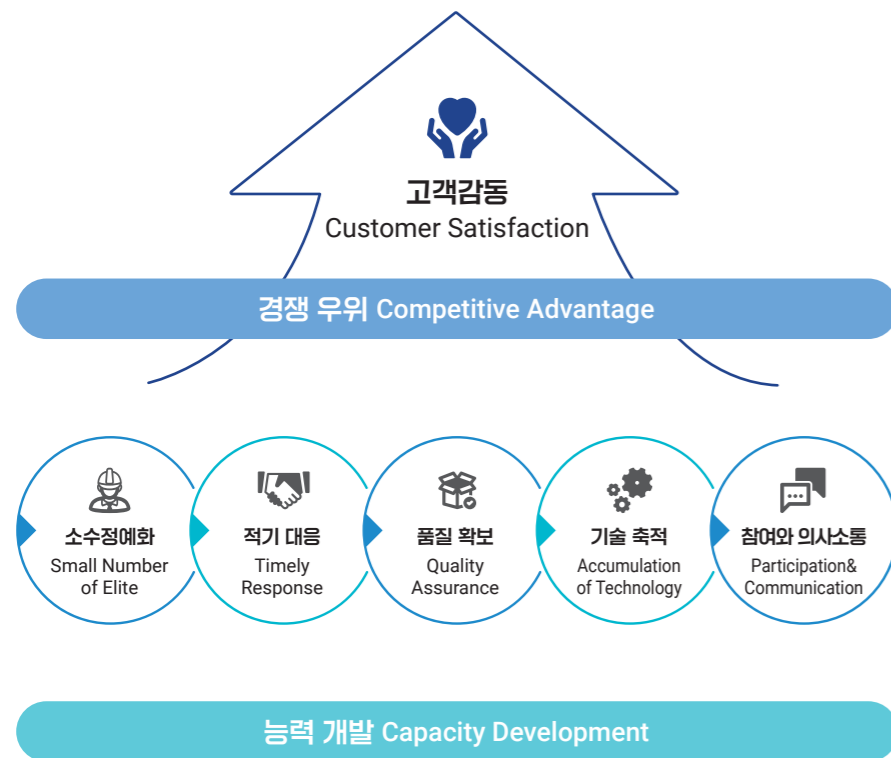 고객감동
Customer Satisfaction
경쟁 우위 Competitive Advantage
소수정예화
Small Number
of Elite
적기 대응
Timely
Response
품질 확보
Quality
Assurance
기술 축적
Accumulation
of Technology
참여와 의사소통
Participation&
Communication
능력 개발 Capacity Development